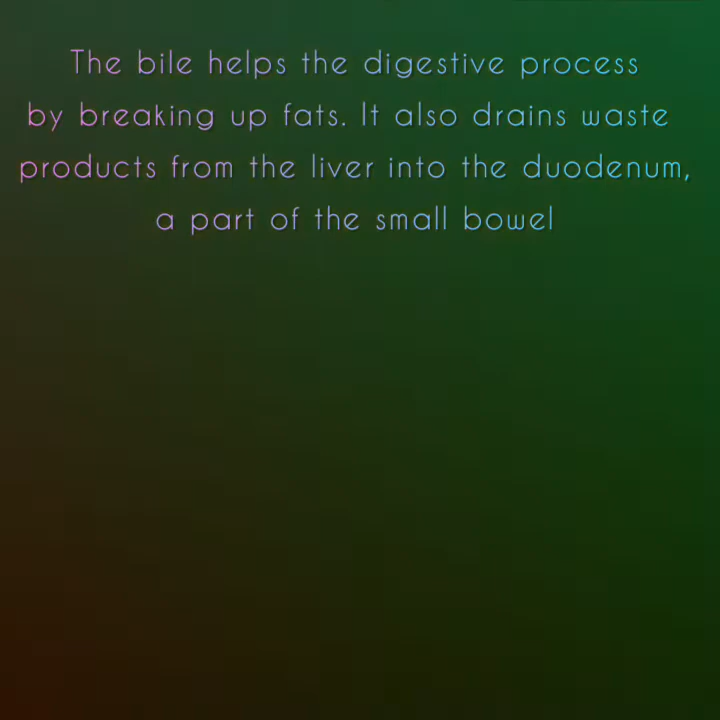 The bile helps the digestive process
by breaking up fats. It also drains waste
products from the liver into the duodenum,
a part of the small bowel